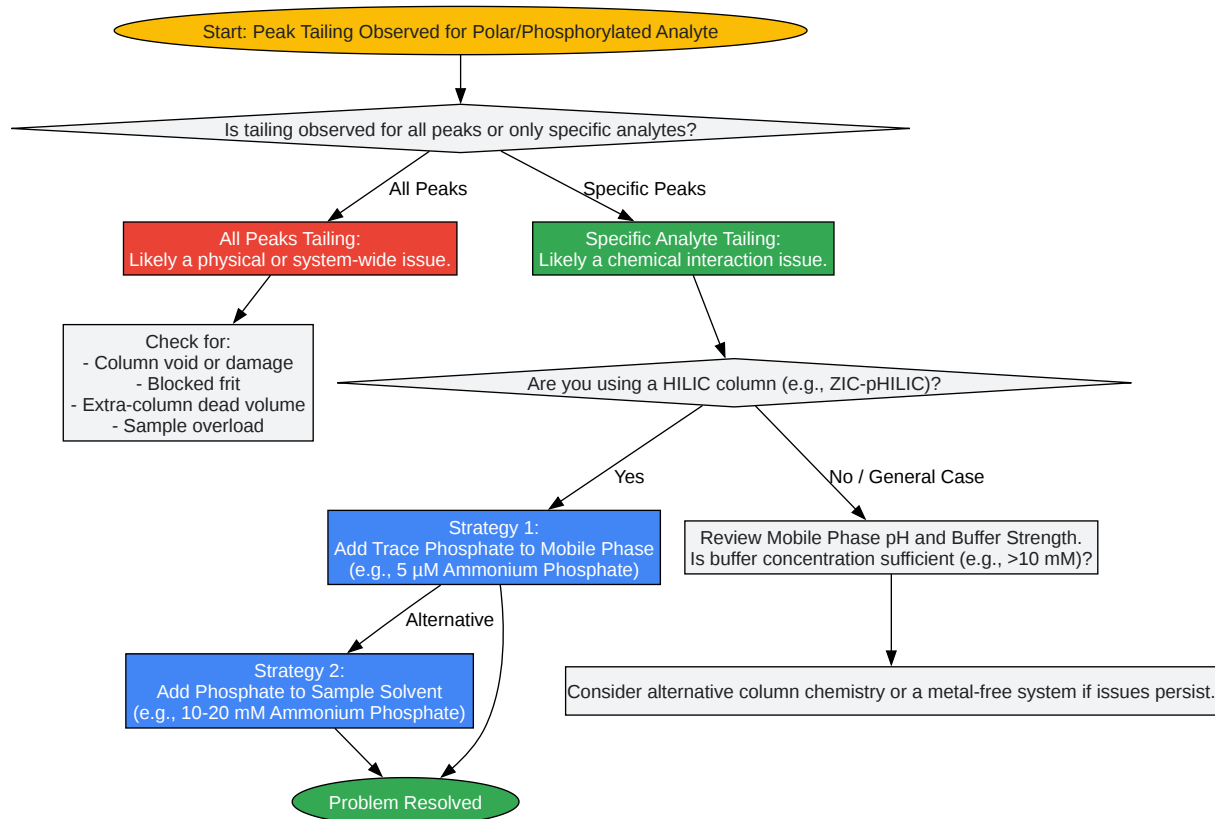 Start: Peak Tailing Observed for Polar/Phosphorylated Analyte
Is tailing observed for all peaks or only specific analytes?
All Peaks
Specific Peaks
All Peaks Tailing:
Likely a physical or system-wide issue.
Specific Analyte Tailing:
Likely a chemical interaction issue.
Check for:
- Column void or damage
- Blocked frit
- Extra-column dead volume
- Sample overload
Are you using a HILIC column (e.g., ZIC-pHILIC)?
Yes
No / General Case
Strategy 1:
Add Trace Phosphate to Mobile Phase
(e.g., 5 µM Ammonium Phosphate)
Review Mobile Phase pH and Buffer Strength.
Is buffer concentration sufficient (e.g., >10 mM)?
Alternative
Strategy 2:
Add Phosphate to Sample Solvent
(e.g., 10-20 mM Ammonium Phosphate)
Consider alternative column chemistry or a metal-free system if issues persist.
Problem Resolved